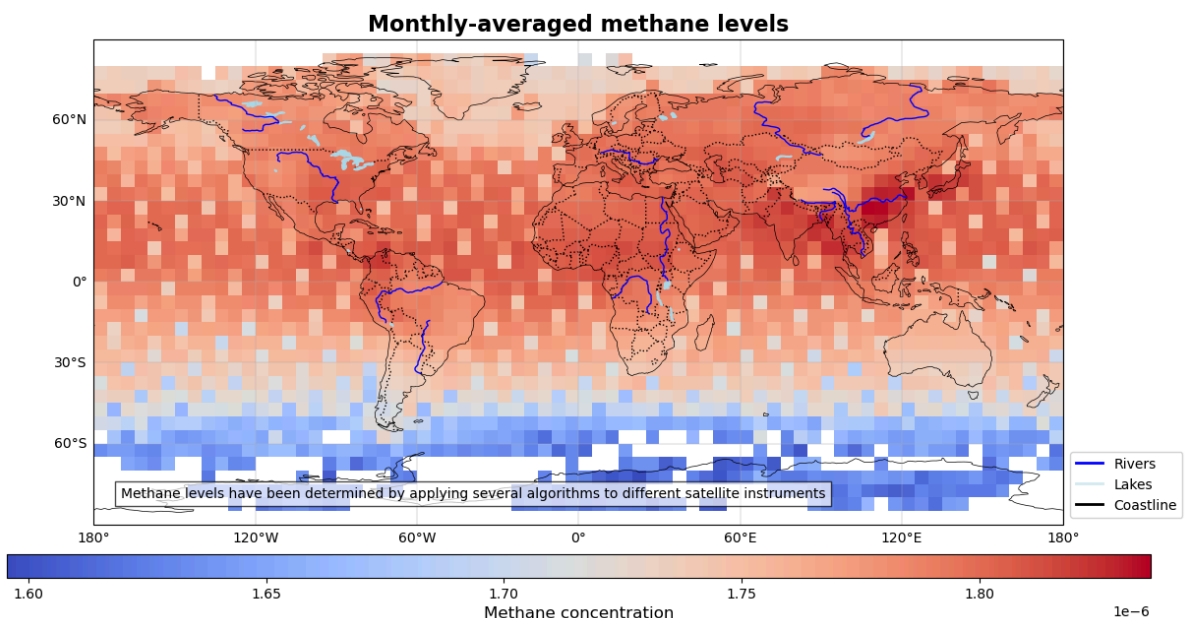 Monthly-averaged methane levels
60°N
30°N
0°
30°S
60°S
Methane levels have been determined by applying several algorithms to different satellite instruments
Rivers
Lakes
Coastline
180° 120°W 60°W 0° 60°E 120°E 180°
1.60 1.65 1.70 1.75 1.80
1e−6
Methane concentration